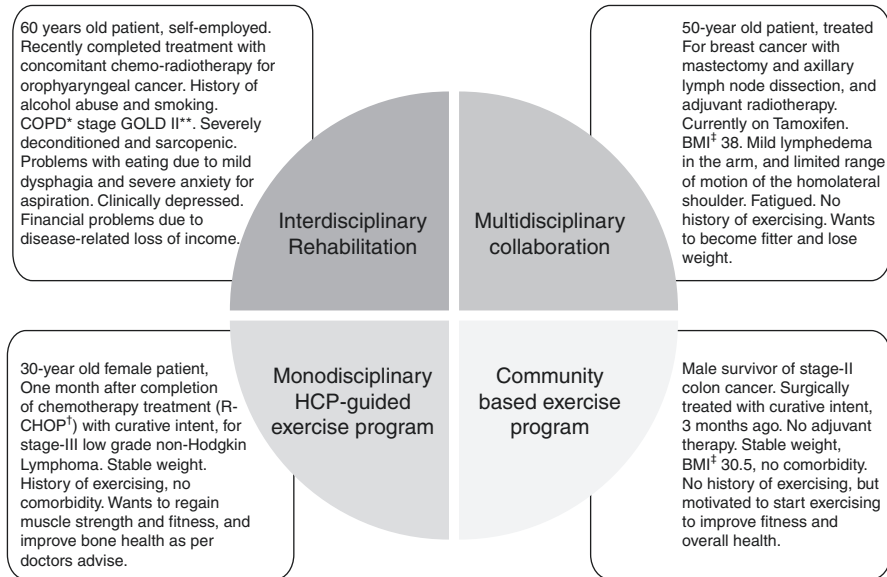 60 years old patient, self-employed.
Recently completed treatment with
concomitant chemo-radiotherapy for
orophyaryngeal cancer. History of
alcohol abuse and smoking.
COPD* stage GOLD II**. Severely
deconditioned and sarcopenic.
Problems with eating due to mild
dysphagia and severe anxiety for
aspiration. Clinically depressed.
Financial problems due to
disease-related loss of income.
Interdisciplinary
Rehabilitation
Multidisciplinary
collaboration
50-year old patient, treated
For breast cancer with
mastectomy and axillary
lymph node dissection, and
adjuvant radiotherapy.
Currently on Tamoxifen.
BMI‡ 38. Mild lymphedema
in the arm, and limited range
of motion of the homolateral
shoulder. Fatigued. No
history of exercising. Wants
to become fitter and lose
weight.
30-year old female patient,
One month after completion
of chemotherapy treatment (R-
CHOP†) with curative intent, for
stage-III low grade non-Hodgkin
Lymphoma. Stable weight.
History of exercising, no
comorbidity. Wants to regain
muscle strength and fitness, and
improve bone health as per
doctors advise.
Monodisciplinary
HCP-guided
exercise program
Community
based exercise
program
Male survivor of stage-II
colon cancer. Surgically
treated with curative intent,
3 months ago. No adjuvant
therapy. Stable weight,
BMI‡ 30.5, no comorbidity.
No history of exercising, but
motivated to start exercising
to improve fitness and
overall health.